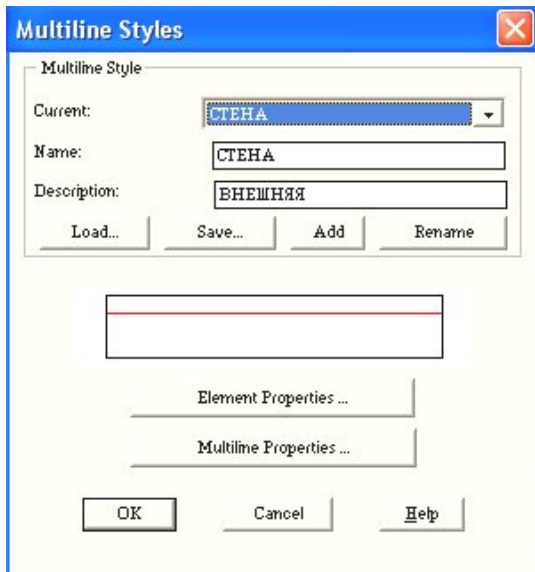 Multiline Styles
Multiline Style
Current:
СТЕНА
Name:
СТЕНА
Description:
ВНЕШНЯЯ
Load...
Save...
Add
Rename
Element Properties ...
Multiline Properties ...
OK
Cancel
Help